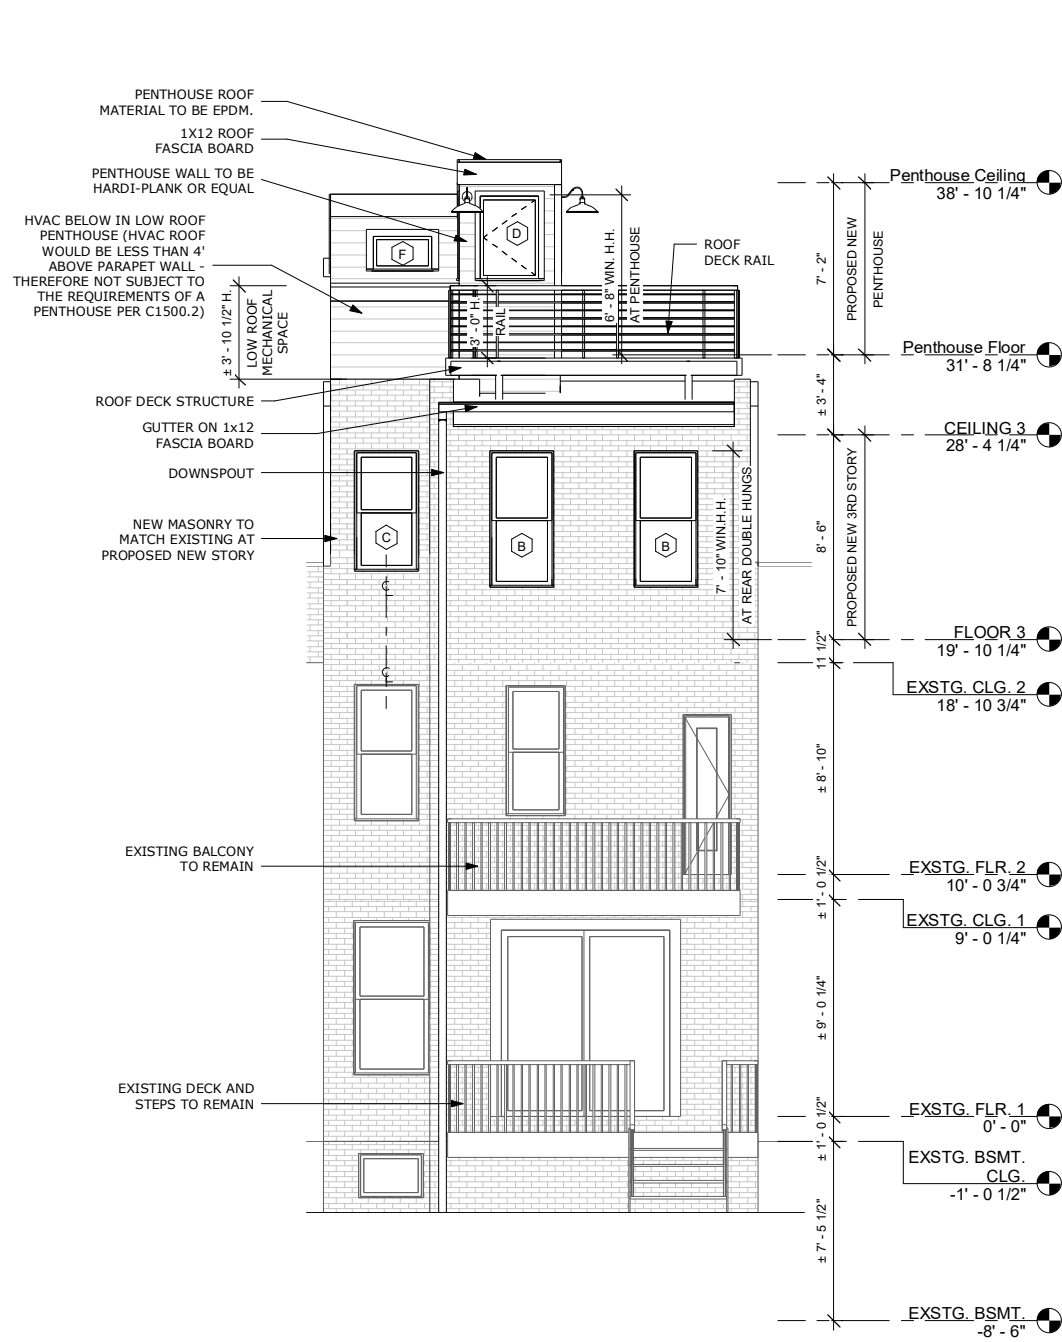 PENTHOUSE ROOF
MATERIAL TO BE EPDM.
1X12 ROOF
FASCIA BOARD
PENTHOUSE WALL TO BE
HARDI-PLANK OR EQUAL
HVAC BELOW IN LOW ROOF
PENTHOUSE (HVAC ROOF
WOULD BE LESS THAN 4'
ABOVE PARAPET WALL -
THEREFORE NOT SUBJECT TO
THE REQUIREMENTS OF A
PENTHOUSE PER C1500.2)
± 3' - 10 1/2" H.
LOW ROOF
MECHANICAL
SPACE
ROOF DECK STRUCTURE
GUTTER ON 1x12
FASCIA BOARD
DOWNSPOUT
NEW MASONRY TO
MATCH EXISTING AT
PROPOSED NEW STORY
EXISTING BALCONY
TO REMAIN
EXISTING DECK AND
STEPS TO REMAIN
F
D
3' - 0" H.
RAIL
6' - 8" WIN. H.H.
AT PENTHOUSE
ROOF
DECK RAIL
C
B
B
7' - 10" WIN.H.H.
AT REAR DOUBLE HUNGS
CL
CL
7' - 2"
PROPOSED NEW
PENTHOUSE
± 3' - 4"
8' - 6"
PROPOSED NEW 3RD STORY
11 1/2"
± 8' - 10"
± 1' - 0 1/2"
± 9' - 0 1/4"
± 1' - 0 1/2"
± 7' - 5 1/2"
Penthouse Ceiling
38' - 10 1/4"
Penthouse Floor
31' - 8 1/4"
CEILING 3
28' - 4 1/4"
FLOOR 3
19' - 10 1/4"
EXSTG. CLG. 2
18' - 10 3/4"
EXSTG. FLR. 2
10' - 0 3/4"
EXSTG. CLG. 1
9' - 0 1/4"
EXSTG. FLR. 1
0' - 0"
EXSTG. BSMT.
CLG.
-1' - 0 1/2"
EXSTG. BSMT.
-8' - 6"